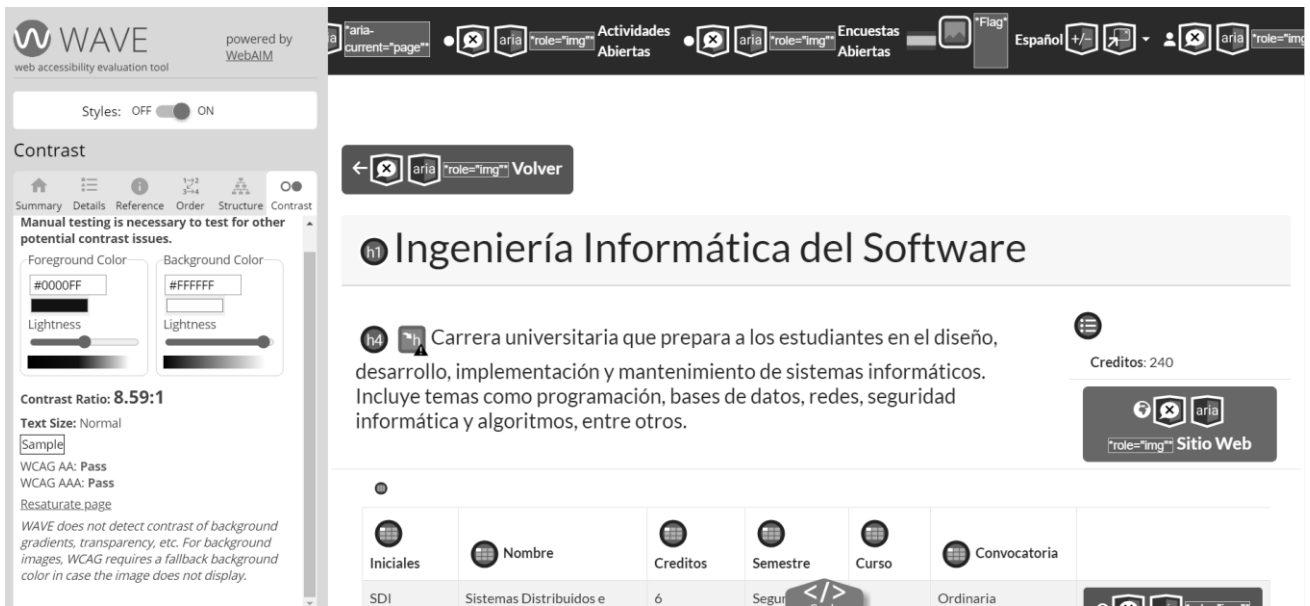 WAVE
powered by
WebAIM
web accessibility evaluation tool
Styles: OFF ON
Contrast
Summary Details Reference Order Structure Contrast
Manual testing is necessary to test for other
potential contrast issues.
Foreground Color Background Color
#0000FF #FFFFFF
Lightness Lightness
Contrast Ratio: 8.59:1
Text Size: Normal
Sample
WCAG AA: Pass
WCAG AAA: Pass
Resaturate page
WAVE does not detect contrast of background
gradients, transparency, etc. For background
images, WCAG requires a fallback background
color in case the image does not display.
*aria-
current="page"*
aria *role="img"* Actividades
Abiertas
aria *role="img"* Encuestas
Abiertas
*Flag*
Español +/-
aria
aria *role="img"* Volver
h1 Ingeniería Informática del Software
h4 h Carrera universitaria que prepara a los estudiantes en el diseño,
desarrollo, implementación y mantenimiento de sistemas informáticos.
Incluye temas como programación, bases de datos, redes, seguridad
informática y algoritmos, entre otros.
Creditos: 240
aria
*role="img"* Sitio Web
Iniciales Nombre Creditos Semestre Curso Convocatoria
SDI Sistemas Distribuidos e 6 Segun </> Ordinaria